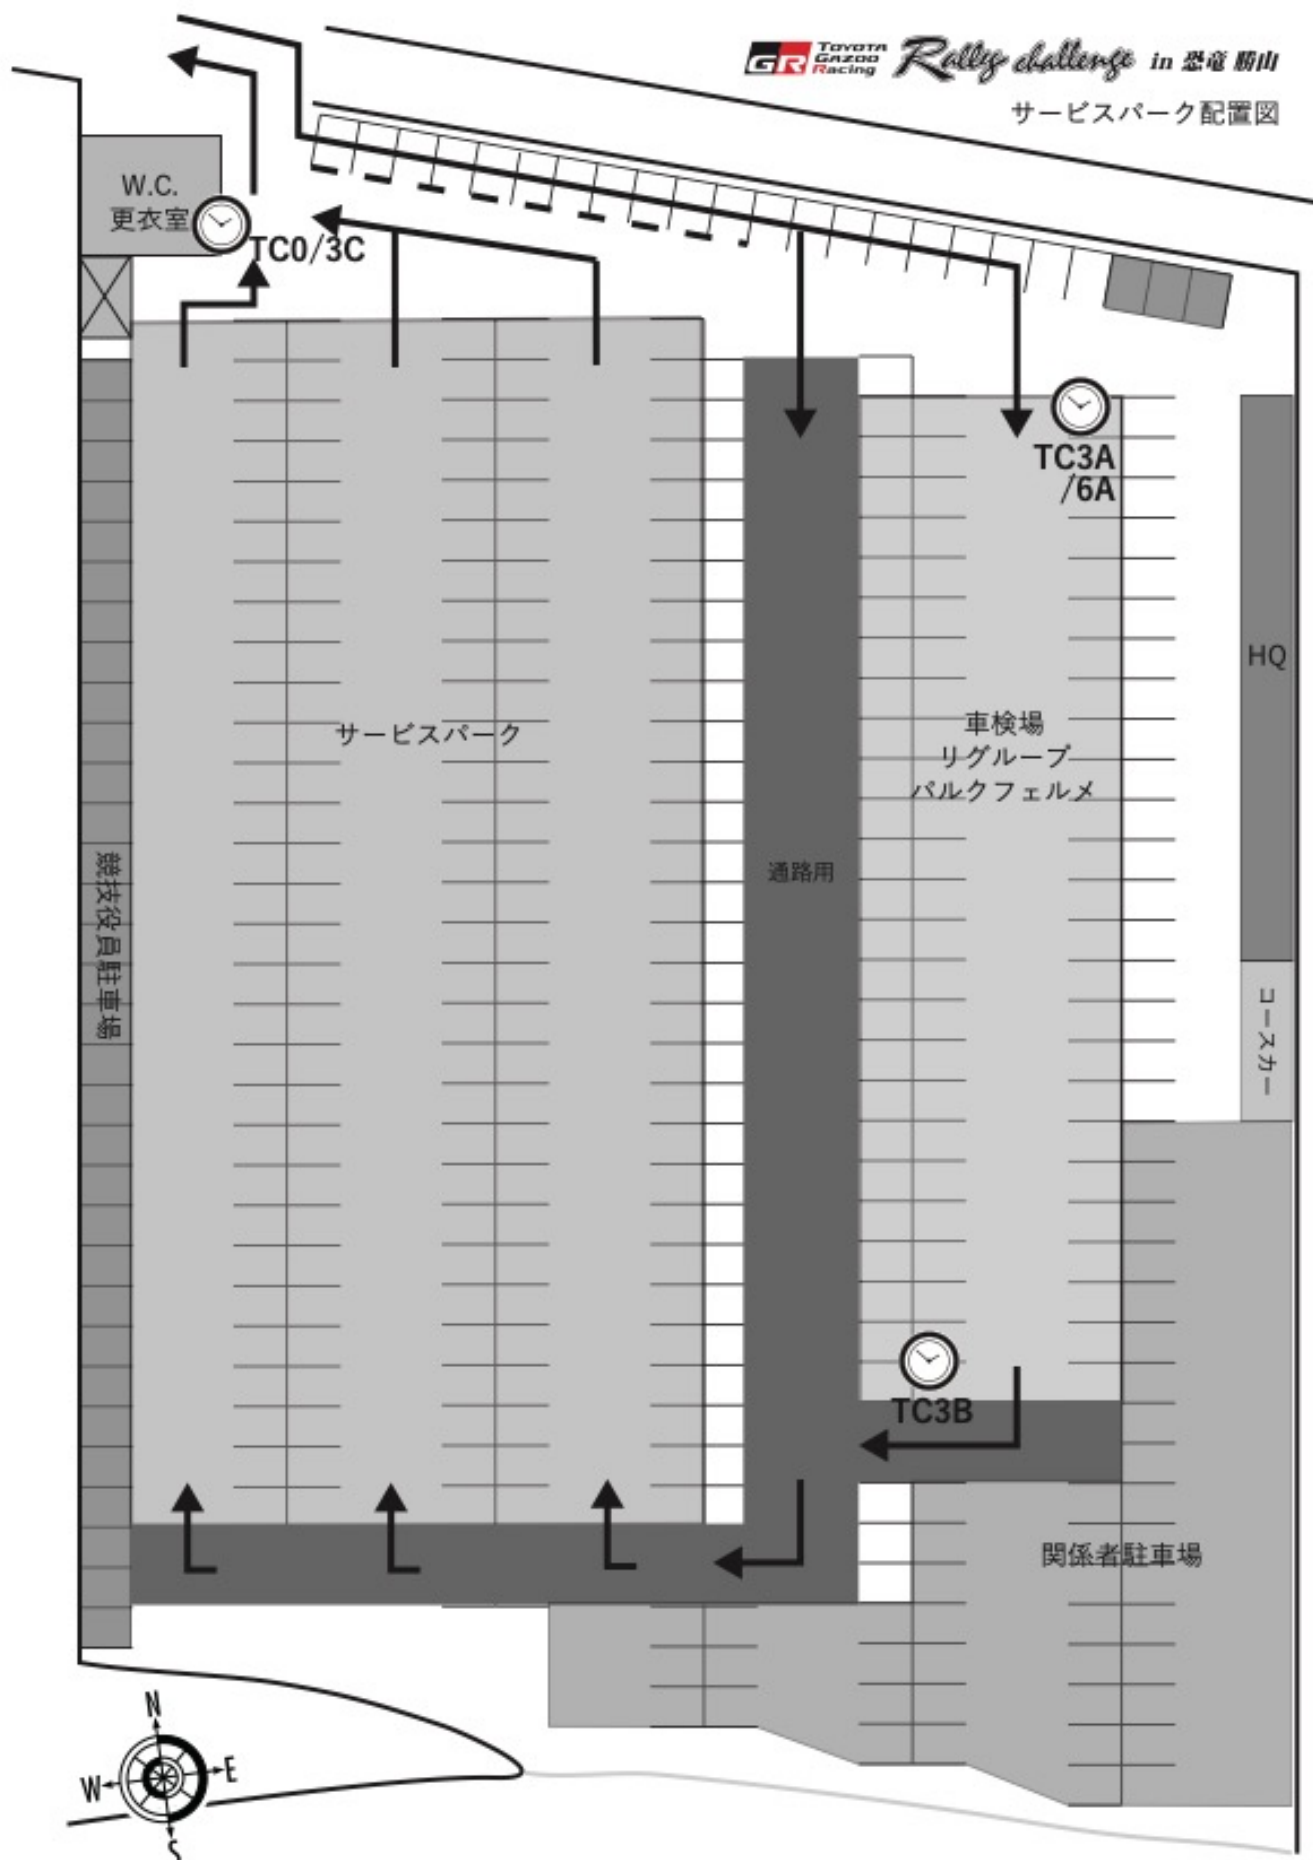 GR TOYOTA GAZOO Racing Rally challenge in 恐竜 勝山
サービスパーク配置図
W.C.
更衣室
TC0/3C
TC3A
/6A
HQ
サービスパーク
車検場
リグループ
パルクフェルメ
通路用
競技役員駐車場
コースカー
TC3B
関係者駐車場
N
W
E
S